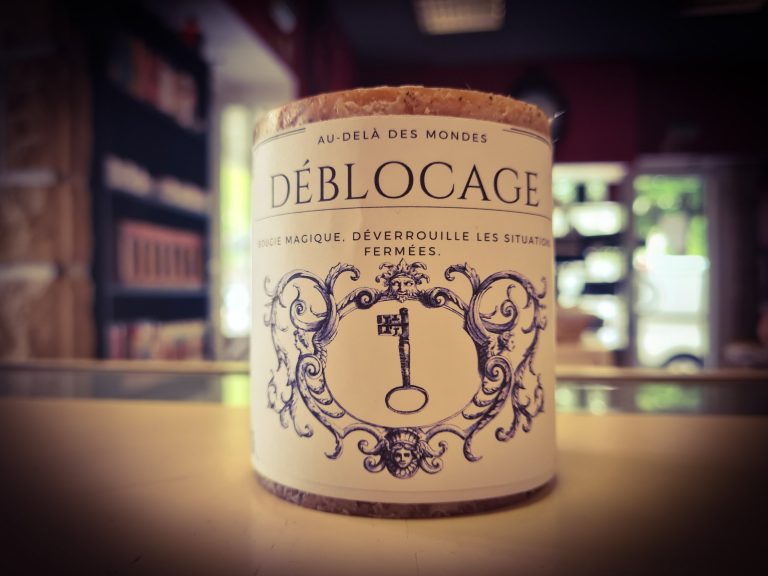 AU-DELÀ DES MONDES
DÉBLOCAGE
BOUGIE MAGIQUE, DÉVERROUILLE LES SITUATIONS
FERMÉES.